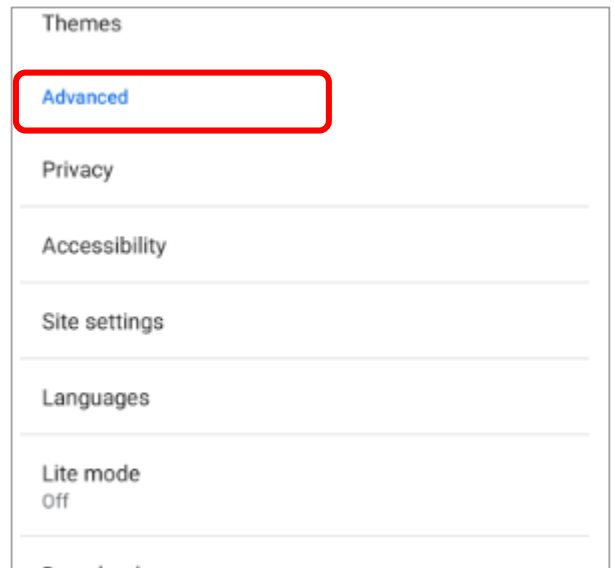 Themes
Advanced
Privacy
Accessibility
Site settings
Languages
Lite mode
Off